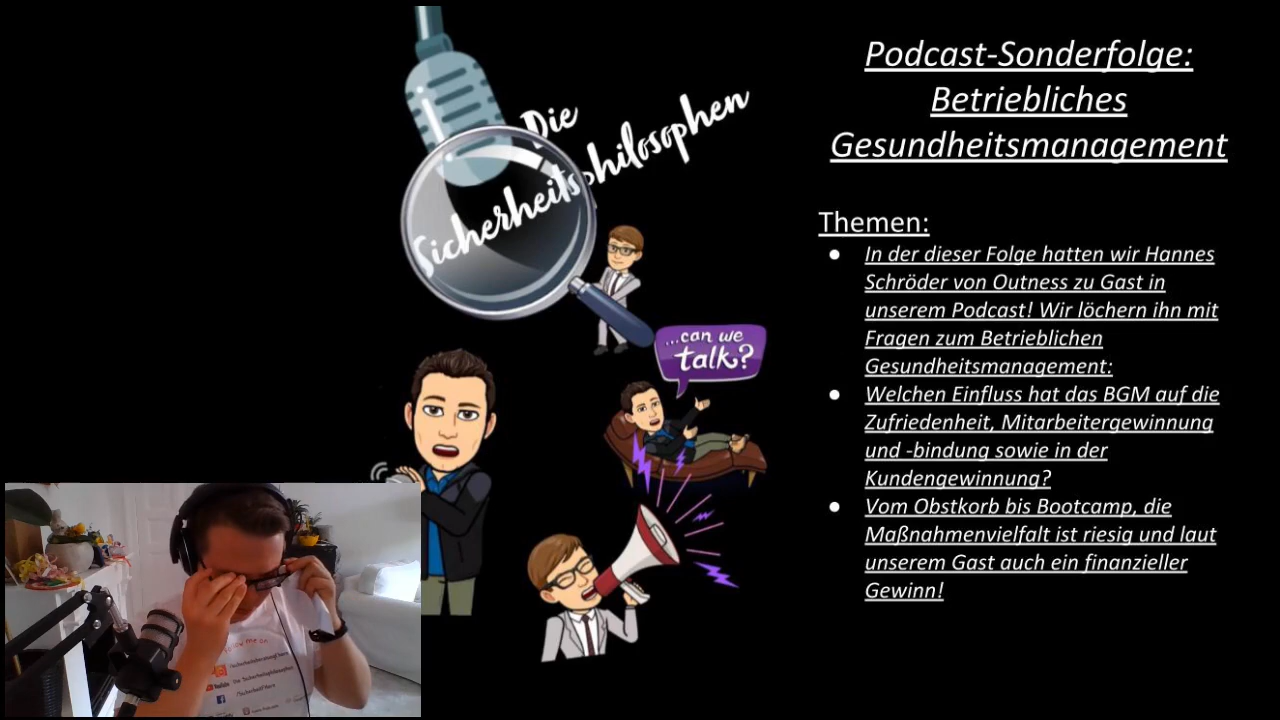 Die
Sicherheitsphilosophen
...can we
talk?
Podcast-Sonderfolge:
Betriebliches
Gesundheitsmanagement
Themen:
● In der dieser Folge hatten wir Hannes
Schröder von Outness zu Gast in
unserem Podcast! Wir löchern ihn mit
Fragen zum Betrieblichen
Gesundheitsmanagement:
● Welchen Einfluss hat das BGM auf die
Zufriedenheit, Mitarbeitergewinnung
und -bindung sowie in der
Kundengewinnung?
● Vom Obstkorb bis Bootcamp, die
Maßnahmenvielfalt ist riesig und laut
unserem Gast auch ein finanzieller
Gewinn!
YouTube